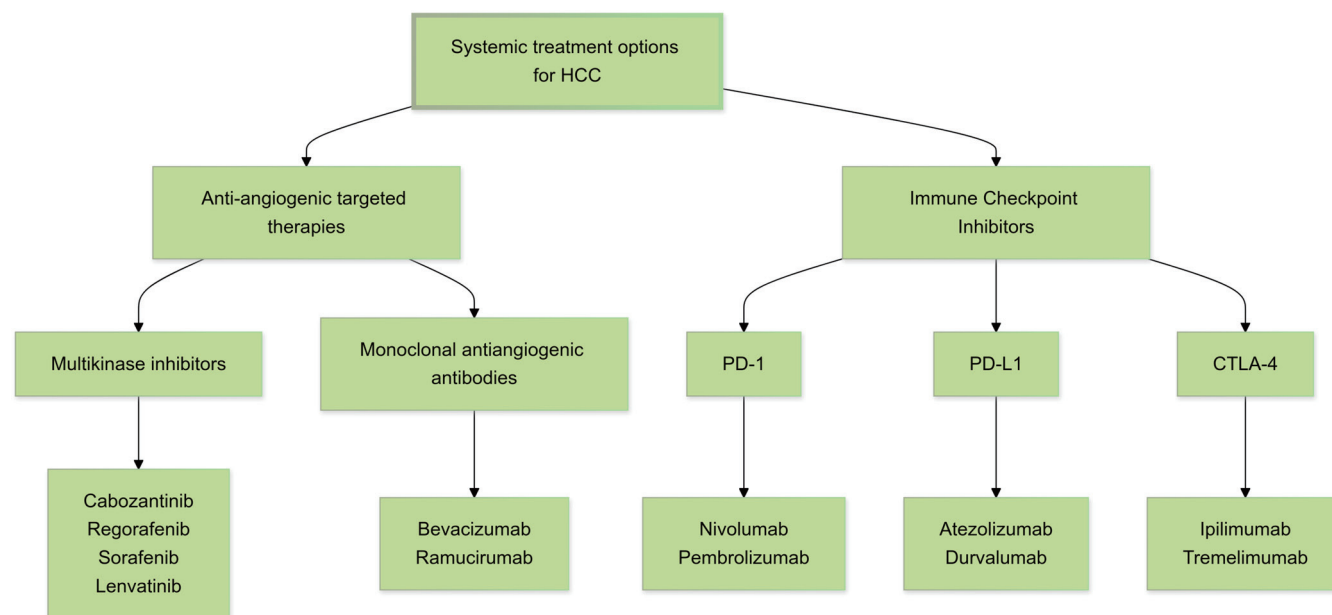 Systemic treatment options
for HCC
Anti-angiogenic targeted
therapies
Immune Checkpoint
Inhibitors
Multikinase inhibitors
Monoclonal antiangiogenic
antibodies
PD-1
PD-L1
CTLA-4
Cabozantinib
Regorafenib
Sorafenib
Lenvatinib
Bevacizumab
Ramucirumab
Nivolumab
Pembrolizumab
Atezolizumab
Durvalumab
Ipilimumab
Tremelimumab